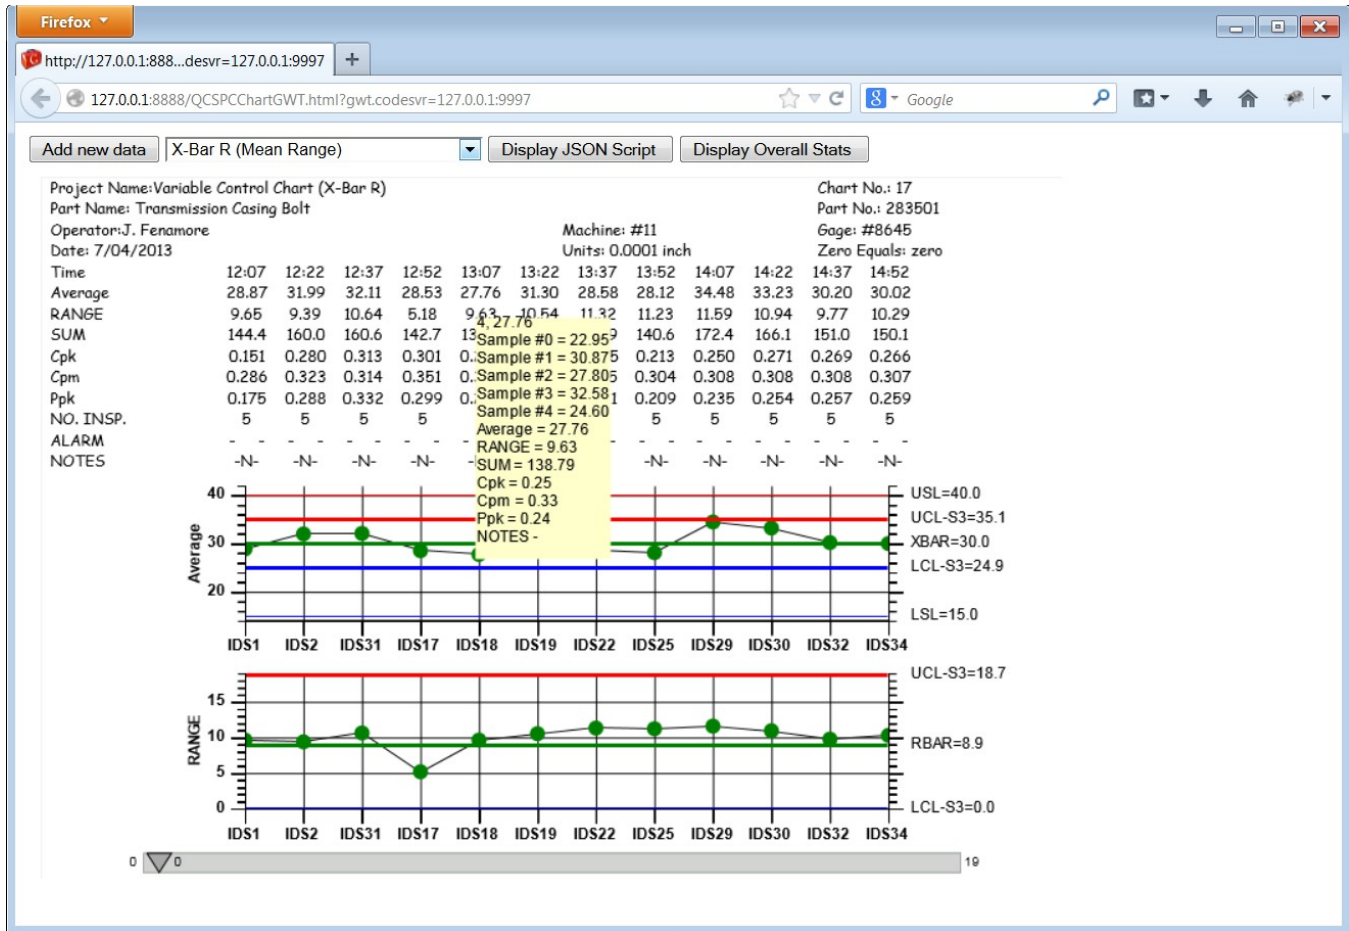 Firefox
http://127.0.0.1:888...desvr=127.0.0.1:9997
127.0.0.1:8888/QCSPCChartGWT.html?gwt.codesvr=127.0.0.1:9997 Google
Add new data X-Bar R (Mean Range) Display JSON Script Display Overall Stats
Project Name:Variable Control Chart (X-Bar R) Chart No.: 17
Part Name: Transmission Casing Bolt Part No.: 283501
Operator:J. Fenamore Machine: #11 Gage: #8645
Date: 7/04/2013 Units: 0.0001 inch Zero Equals: zero
Time 12:07 12:22 12:37 12:52 13:07 13:22 13:37 13:52 14:07 14:22 14:37 14:52
Average 28.87 31.99 32.11 28.53 27.76 31.30 28.58 28.12 34.48 33.23 30.20 30.02
RANGE 9.65 9.39 10.64 5.18 9.63 10.54 11.32 11.23 11.59 10.94 9.77 10.29
SUM 144.4 160.0 160.6 142.7 140.6 172.4 166.1 151.0 150.1
Cpk 0.151 0.280 0.313 0.301 0.213 0.250 0.271 0.269 0.266
Cpm 0.286 0.323 0.314 0.351 0.304 0.308 0.308 0.308 0.307
Ppk 0.175 0.288 0.332 0.299 0.209 0.235 0.254 0.257 0.259
NO. INSP. 5 5 5 5 5 5 5 5 5
ALARM - - - - - - - - - - - - - - - - - -
NOTES -N- -N- -N- -N- -N- -N- -N- -N- -N-
4, 27.76
Sample #0 = 22.95
Sample #1 = 30.87
Sample #2 = 27.80
Sample #3 = 32.58
Sample #4 = 24.60
Average = 27.76
RANGE = 9.63
SUM = 138.79
Cpk = 0.25
Cpm = 0.33
Ppk = 0.24
NOTES -
Average
40
30
20
USL=40.0
UCL-S3=35.1
XBAR=30.0
LCL-S3=24.9
LSL=15.0
IDS1 IDS2 IDS31 IDS17 IDS18 IDS19 IDS22 IDS25 IDS29 IDS30 IDS32 IDS34
RANGE
15
10
5
0
UCL-S3=18.7
RBAR=8.9
LCL-S3=0.0
IDS1 IDS2 IDS31 IDS17 IDS18 IDS19 IDS22 IDS25 IDS29 IDS30 IDS32 IDS34
0 0 19